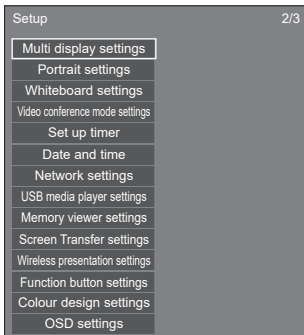 Setup 2/3
Multi display settings
Portrait settings
Whiteboard settings
Video conference mode settings
Set up timer
Date and time
Network settings
USB media player settings
Memory viewer settings
Screen Transfer settings
Wireless presentation settings
Function button settings
Colour design settings
OSD settings